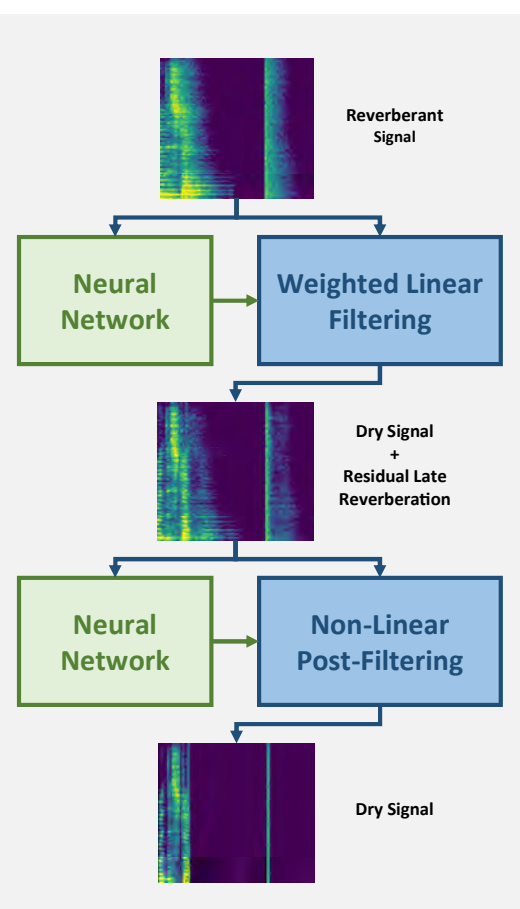 Reverberant
Signal
Neural
Network
Weighted Linear
Filtering
Dry Signal
+
Residual Late
Reverberation
Neural
Network
Non-Linear
Post-Filtering
Dry Signal